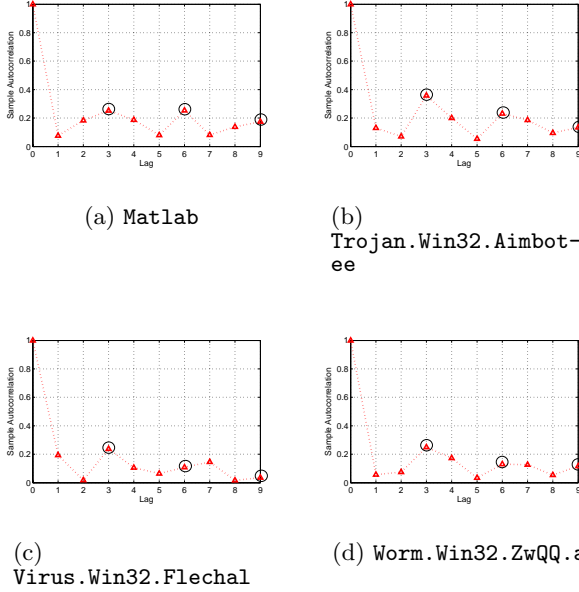 1
0.8
0.6
0.4
0.2
0
0 1 2 3 4 5 6 7 8 9
Lag
Sample Autocorrelation
(a) Matlab
1
0.8
0.6
0.4
0.2
0
0 1 2 3 4 5 6 7 8 9
Lag
Sample Autocorrelation
(b)
Trojan.Win32.Aimbot-
ee
1
0.8
0.6
0.4
0.2
0
0 1 2 3 4 5 6 7 8 9
Lag
Sample Autocorrelation
(c)
Virus.Win32.Flechal
1
0.8
0.6
0.4
0.2
0
0 1 2 3 4 5 6 7 8 9
Lag
Sample Autocorrelation
(d) Worm.Win32.ZwQQ.a